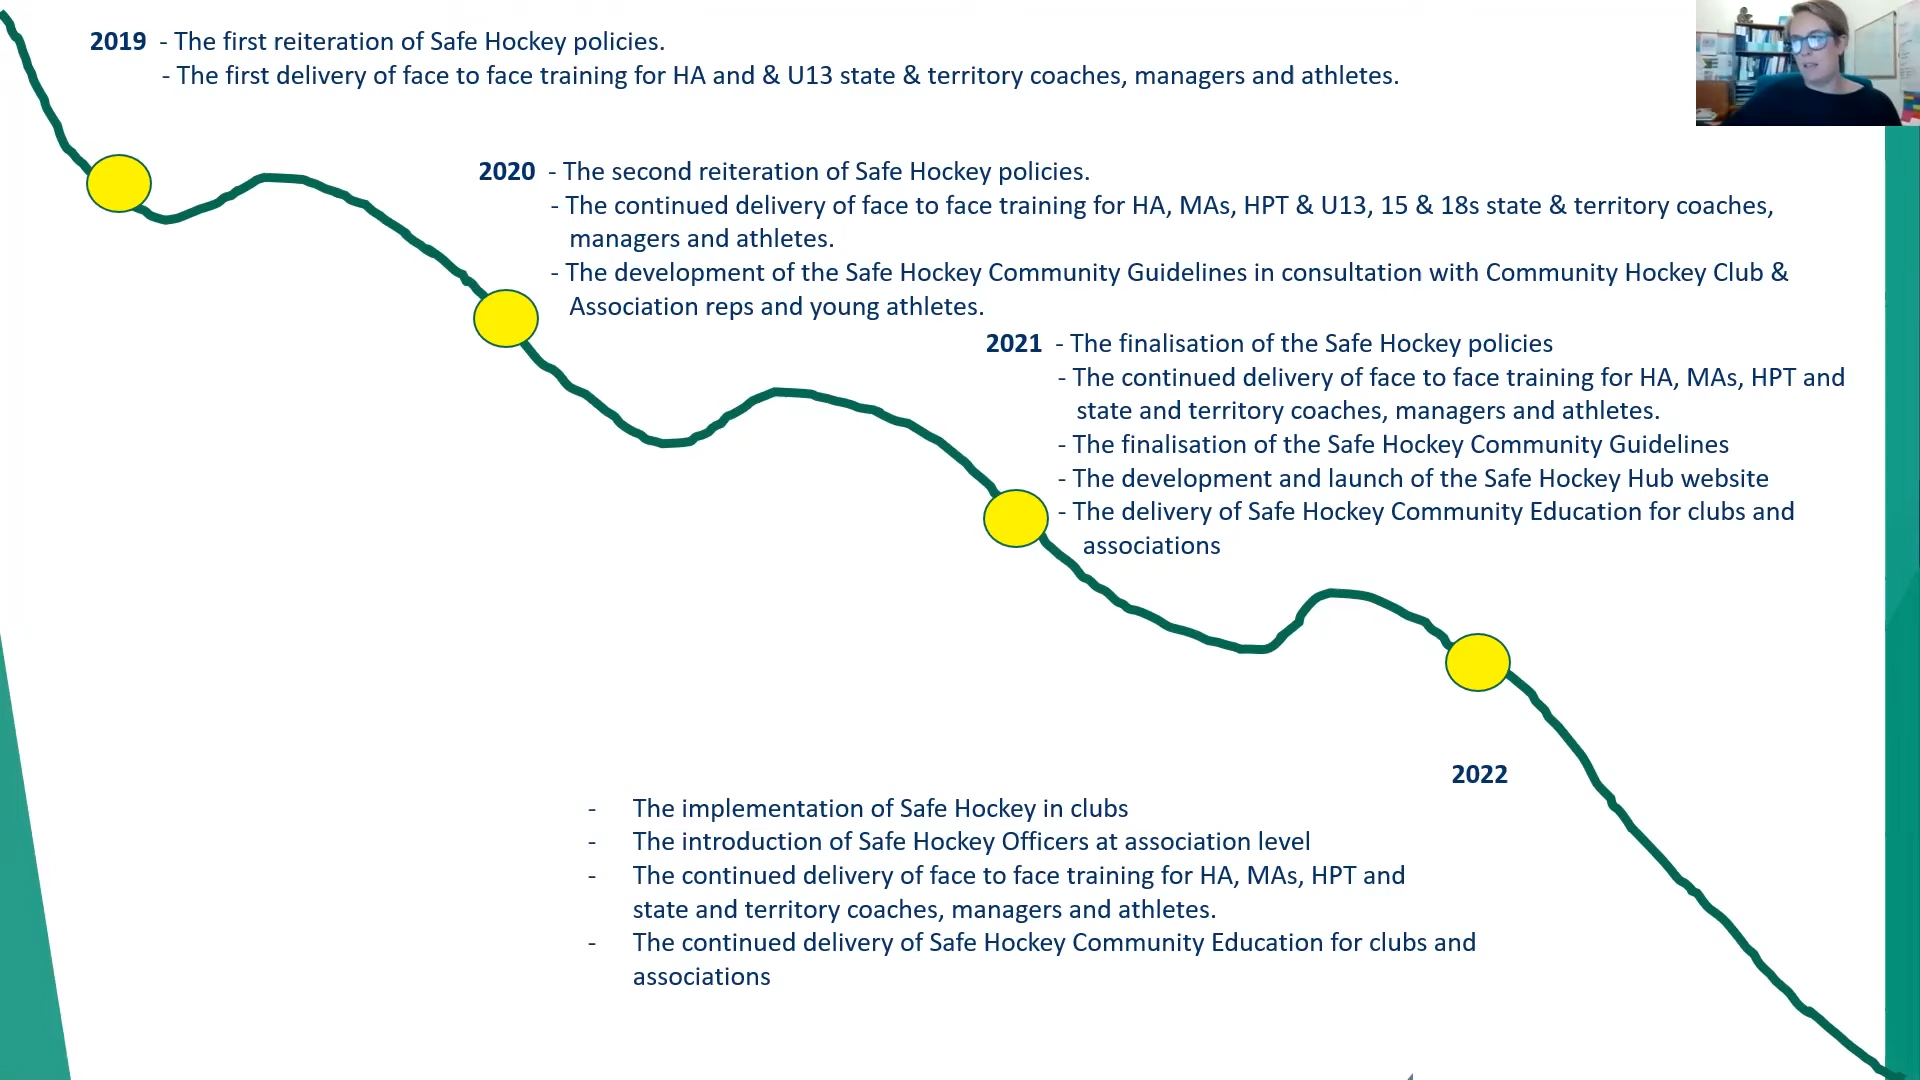 2019 - The first reiteration of Safe Hockey policies.
- The first delivery of face to face training for HA and & U13 state & territory coaches, managers and athletes.
2020 - The second reiteration of Safe Hockey policies.
- The continued delivery of face to face training for HA, MAs, HPT & U13, 15 & 18s state & territory coaches,
managers and athletes.
- The development of the Safe Hockey Community Guidelines in consultation with Community Hockey Club &
Association reps and young athletes.
2021 - The finalisation of the Safe Hockey policies
- The continued delivery of face to face training for HA, MAs, HPT and
state and territory coaches, managers and athletes.
- The finalisation of the Safe Hockey Community Guidelines
- The development and launch of the Safe Hockey Hub website
- The delivery of Safe Hockey Community Education for clubs and
associations
2022
- The implementation of Safe Hockey in clubs
- The introduction of Safe Hockey Officers at association level
- The continued delivery of face to face training for HA, MAs, HPT and
state and territory coaches, managers and athletes.
- The continued delivery of Safe Hockey Community Education for clubs and
associations